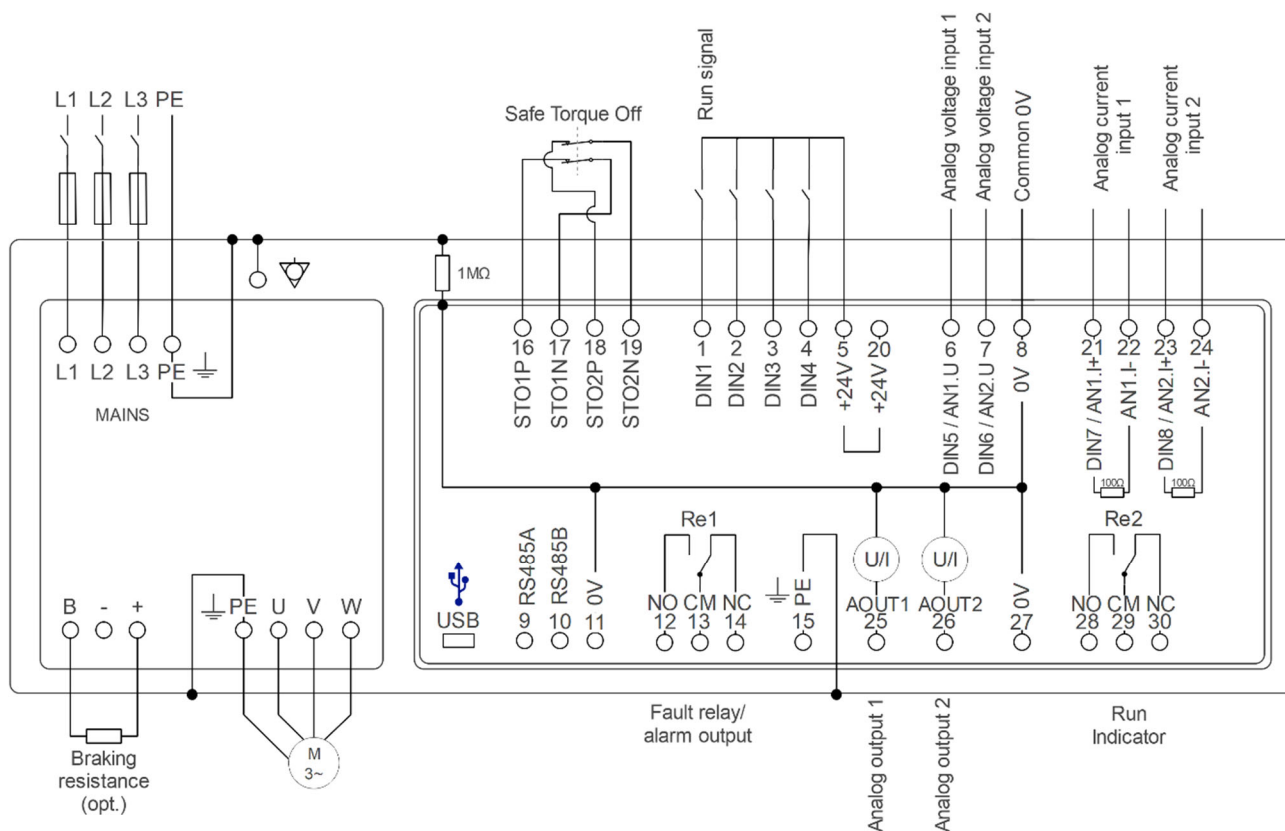 L1 L2 L3 PE
Safe Torque Off
Run signal
Analog voltage input 1
Analog voltage input 2
Common 0V
Analog current
input 1
Analog current
input 2
1MΩ
L1 L2 L3 PE
MAINS
16 17 18 19
STO1P
STO1N
STO2P
STO2N
1 2 3 4 5 20
DIN1
DIN2
DIN3
DIN4
+24V
+24V
6 7 8
DIN5 / AN1.U
DIN6 / AN2.U
0V
21 22 23 24
DIN7 / AN1.I+
AN1.I-
DIN8 / AN2.I+
AN2.I-
100Ω
100Ω
B - +
PE U V W
USB
9 RS485A
10 RS485B
11 0V
Re1
NO CM NC
12 13 14
15 PE
U/I
U/I
AOUT1
25
AOUT2
26
27 0V
Re2
NO CM NC
28 29 30
Braking
resistance
(opt.)
M
3~
Fault relay/
alarm output
Analog output 1
Analog output 2
Run
Indicator